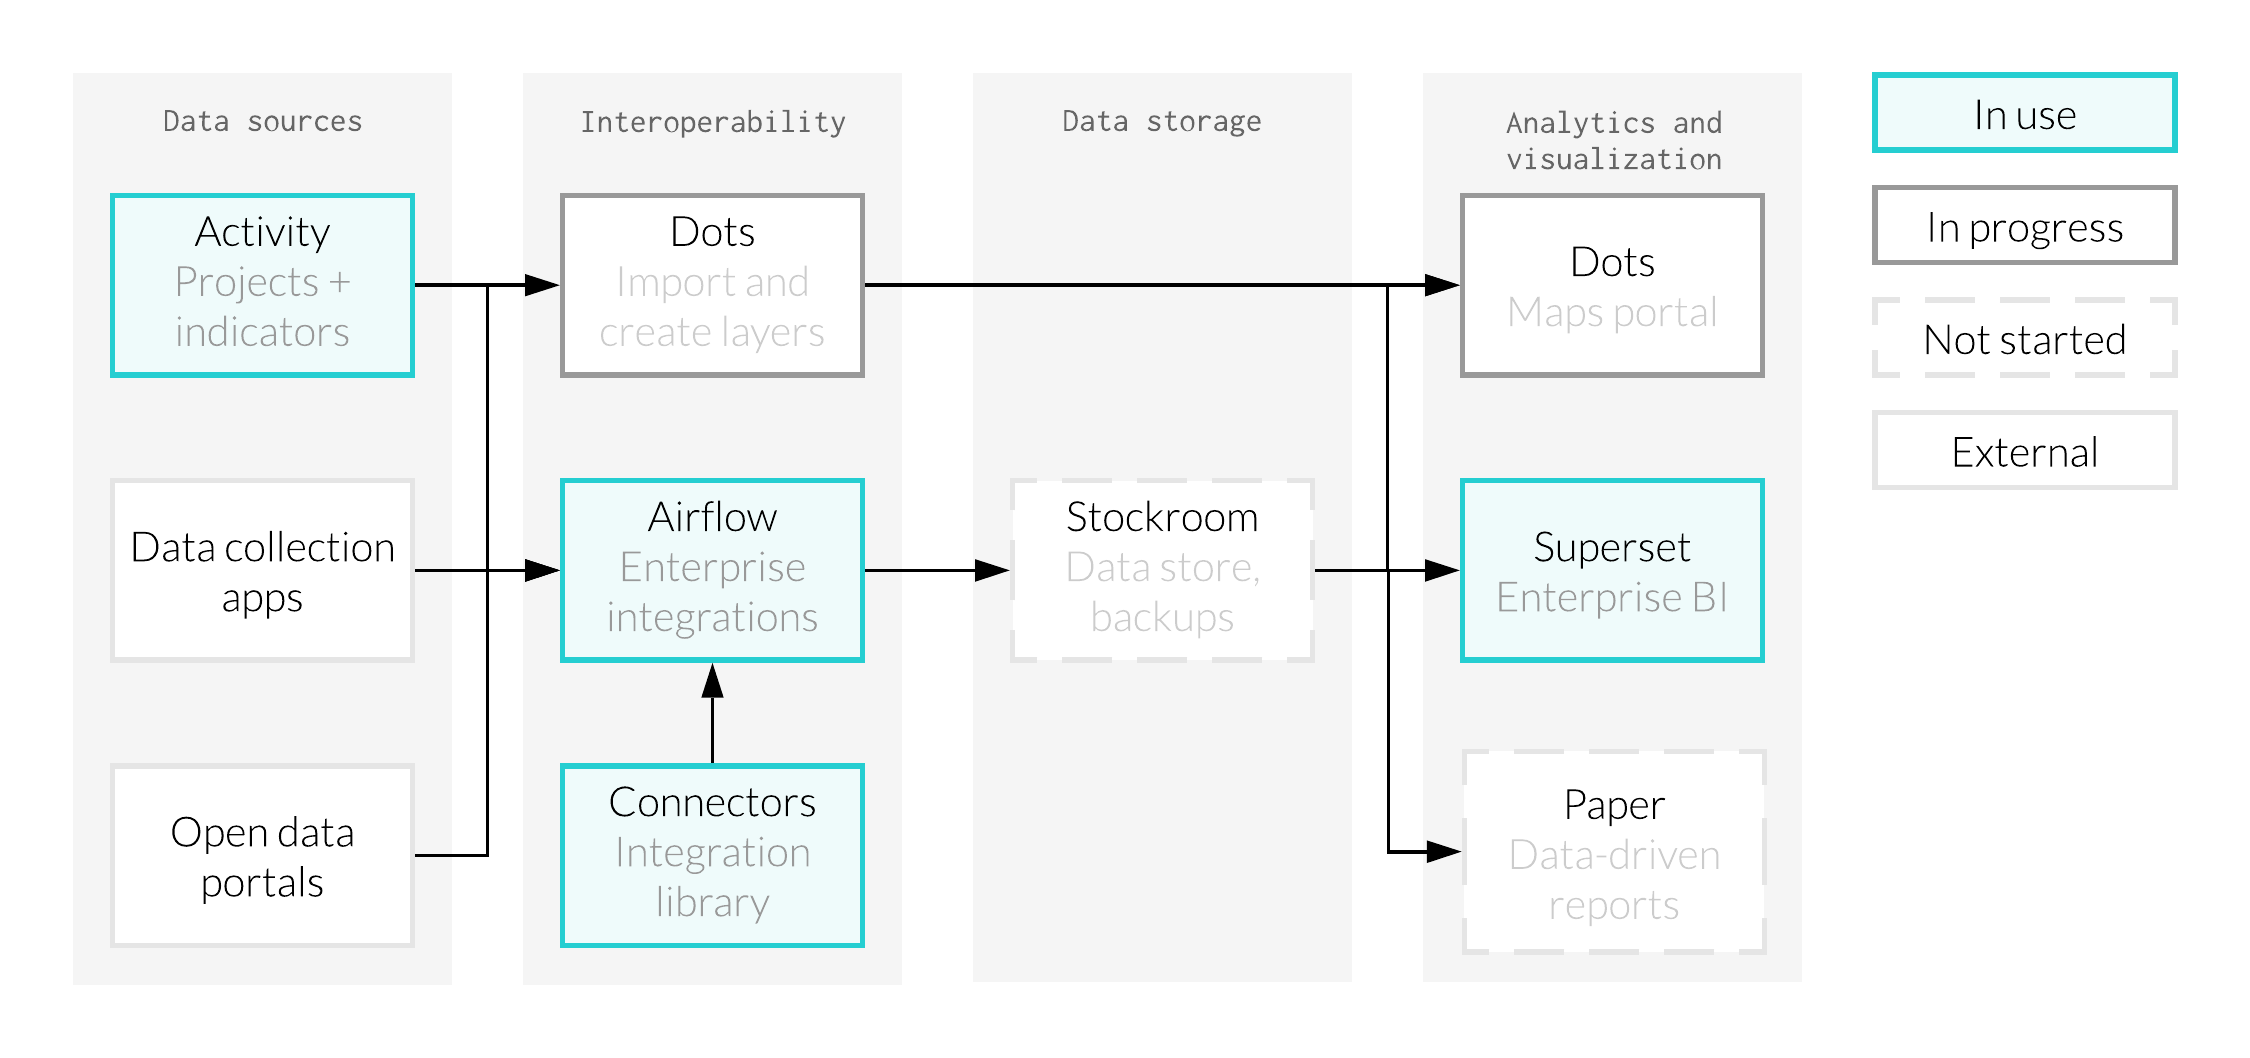 Data sources
Activity
Projects +
indicators
Data collection
apps
Open data
portals
Interoperability
Dots
Import and
create layers
Airflow
Enterprise
integrations
Connectors
Integration
library
Data storage
Stockroom
Data store,
backups
Analytics and
visualization
Dots
Maps portal
Superset
Enterprise BI
Paper
Data-driven
reports
In use
In progress
Not started
External